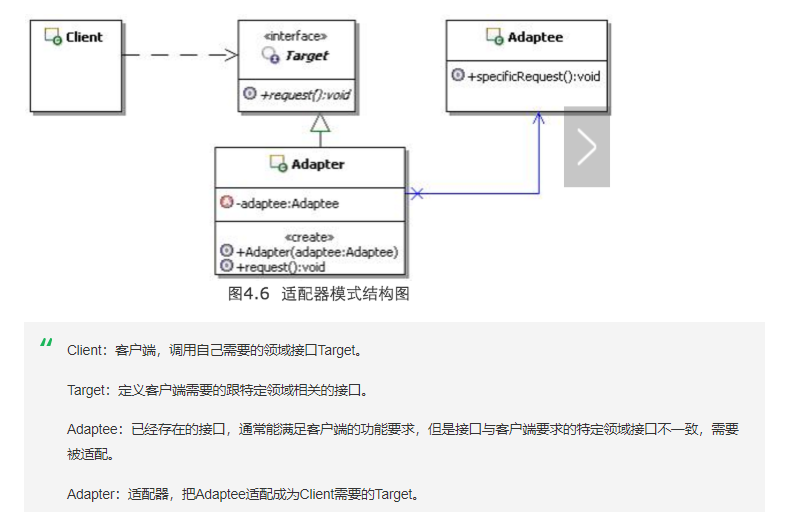 Client
«interface»
Target
+request():void
Adaptee
+specificRequest():void
Adapter
-adaptee:Adaptee
«create»
+Adapter(adaptee:Adaptee)
+request():void
图4.6 适配器模式结构图
Client：客户端，调用自己需要的领域接口Target。
Target：定义客户端需要的跟特定领域相关的接口。
Adaptee：已经存在的接口，通常能满足客户端的功能要求，但是接口与客户端要求的特定领域接口不一致，需要
被适配。
Adapter：适配器，把Adaptee适配成为Client需要的Target。